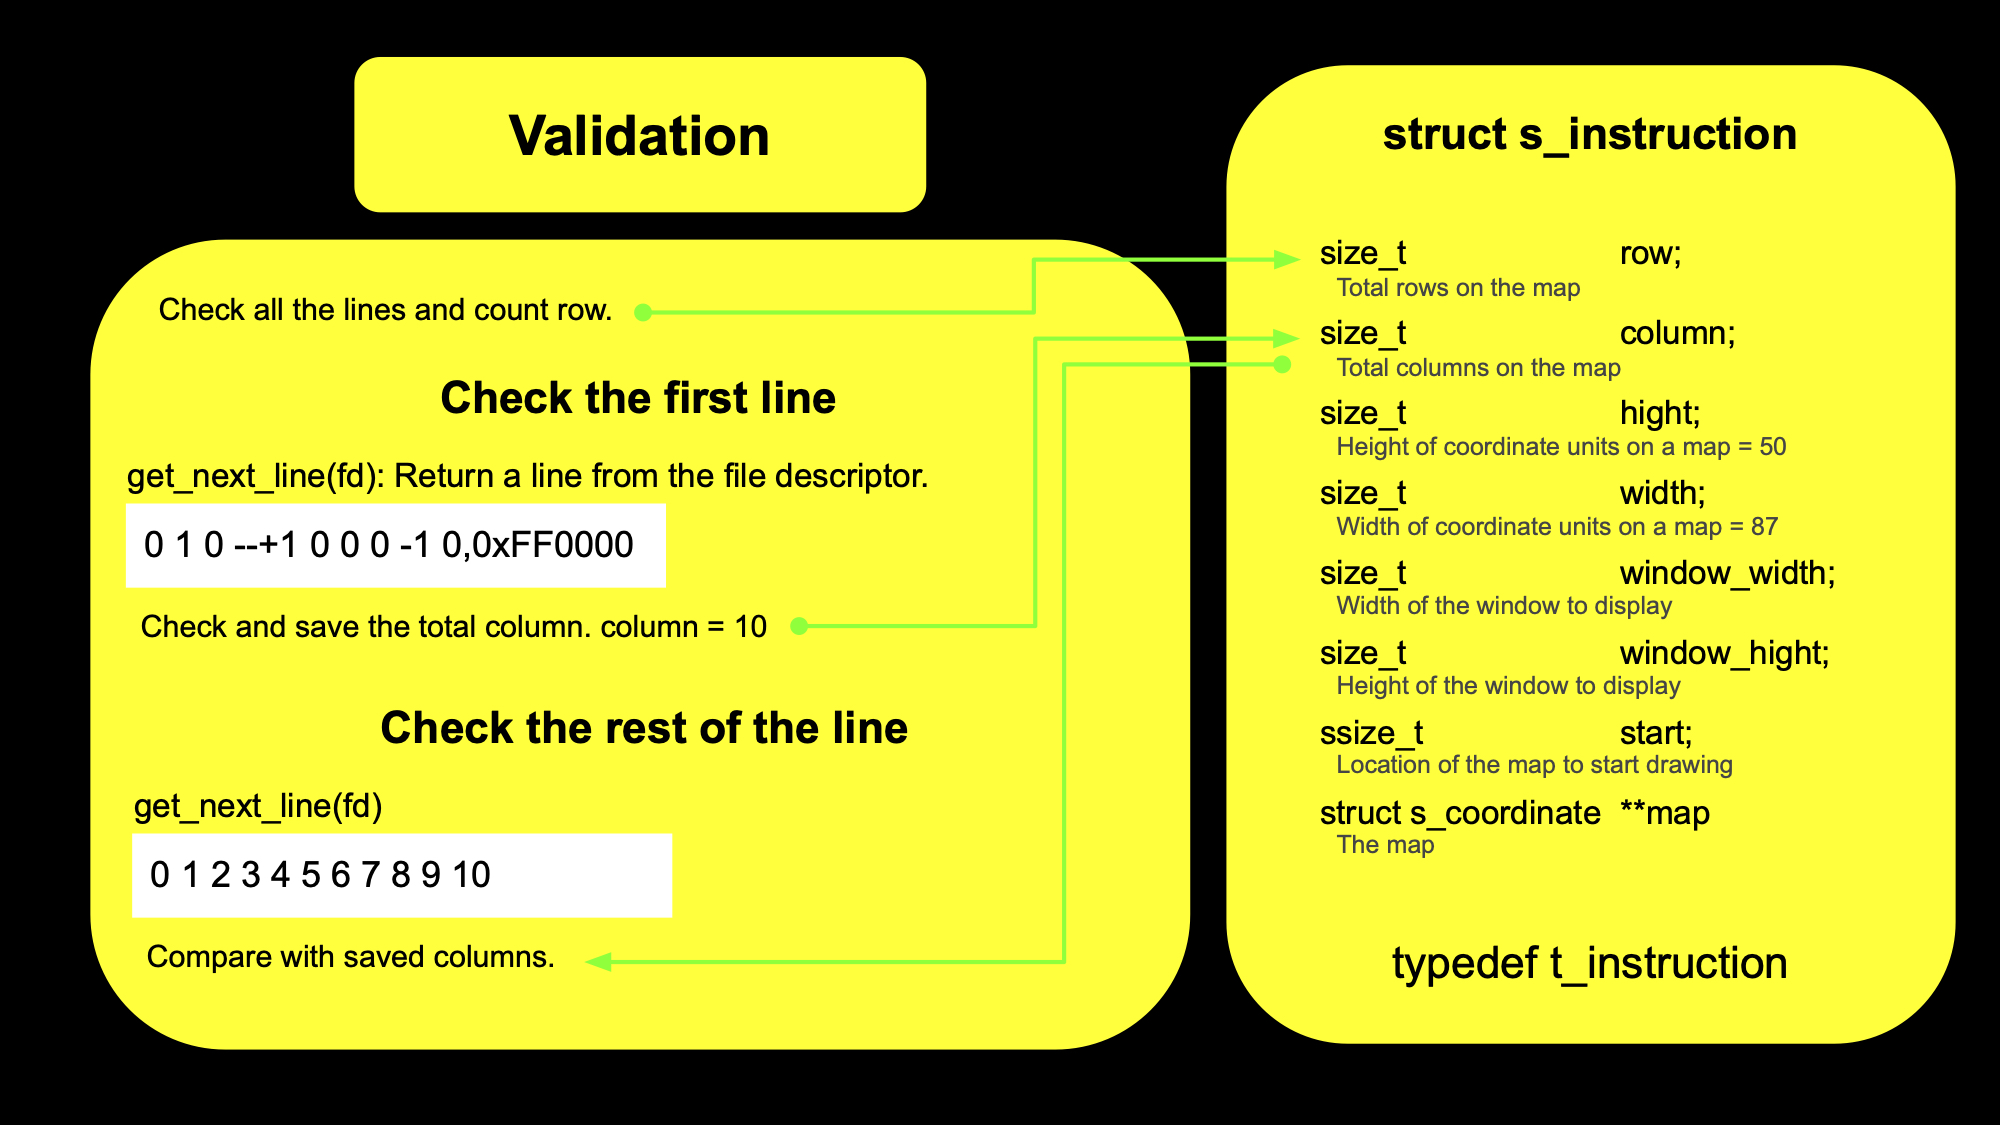 Validation
Check all the lines and count row.
Check the first line
get_next_line(fd): Return a line from the file descriptor.
0 1 0 --+1 0 0 0 -1 0,0xFF0000
Check and save the total column. column = 10
Check the rest of the line
get_next_line(fd)
0 1 2 3 4 5 6 7 8 9 10
Compare with saved columns.
struct s_instruction
size_t row;
Total rows on the map
size_t column;
Total columns on the map
size_t hight;
Height of coordinate units on a map = 50
size_t width;
Width of coordinate units on a map = 87
size_t window_width;
Width of the window to display
size_t window_hight;
Height of the window to display
ssize_t start;
Location of the map to start drawing
struct s_coordinate **map
The map
typedef t_instruction